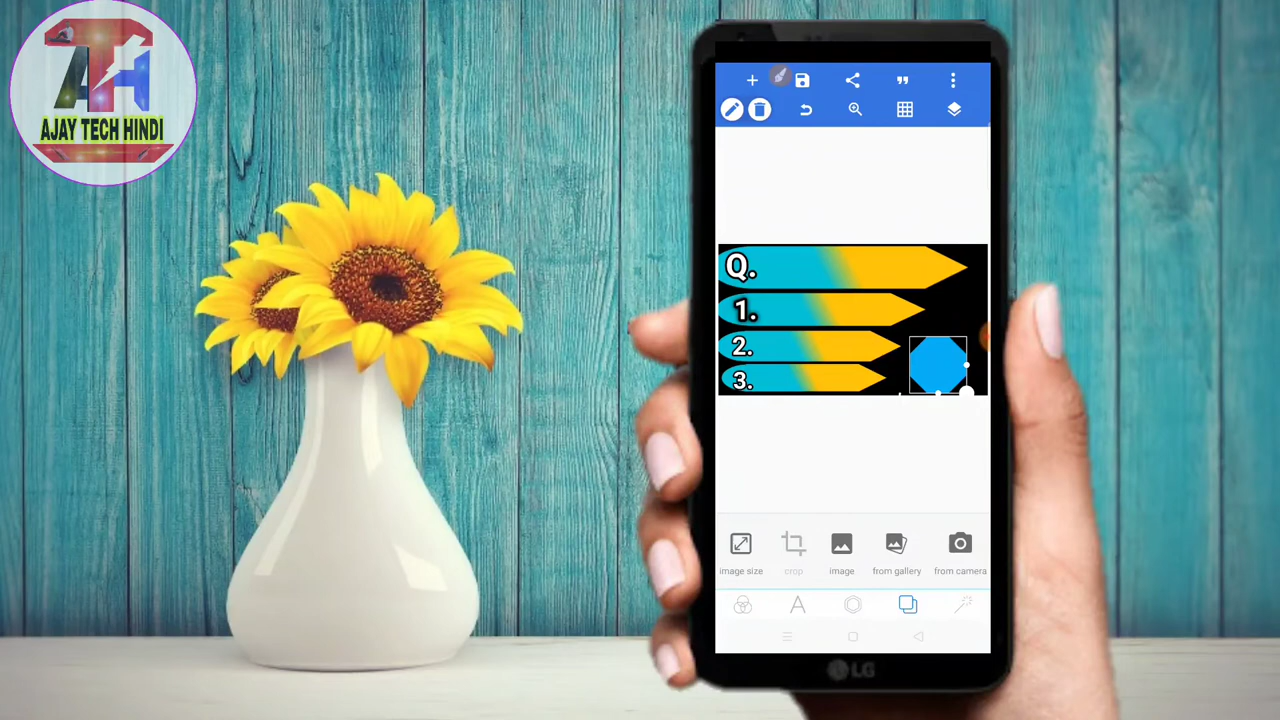 AJAY TECH HINDI
Q.
1.
2.
3.
image size
crop
image
from gallery
from camera
A
LG